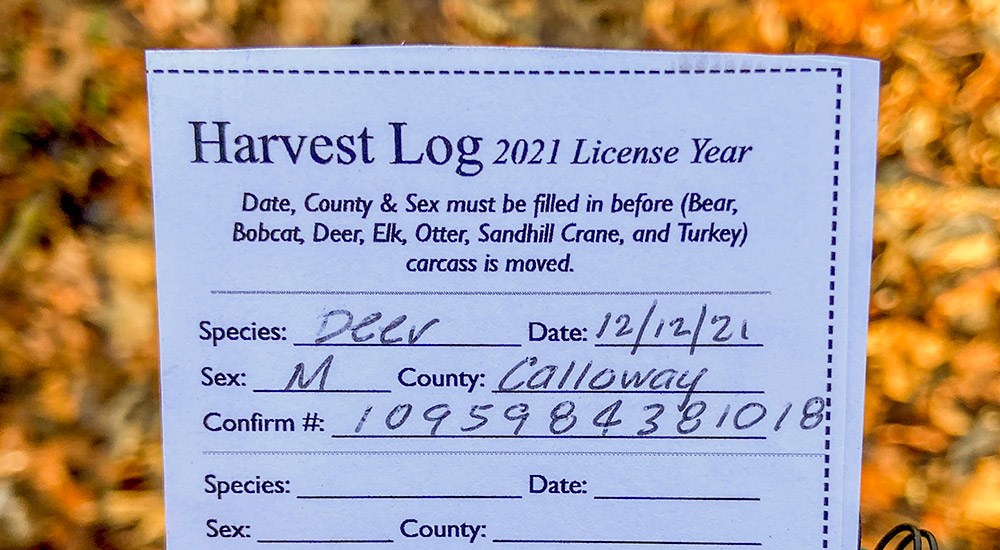 Harvest Log 2021 License Year
Date, County & Sex must be filled in before (Bear,
Bobcat, Deer, Elk, Otter, Sandhill Crane, and Turkey)
carcass is moved.
Species: Deer Date: 12/12/21
Sex: M County: Calloway
Confirm #: 1095984381018
Species: Date:
Sex: County: